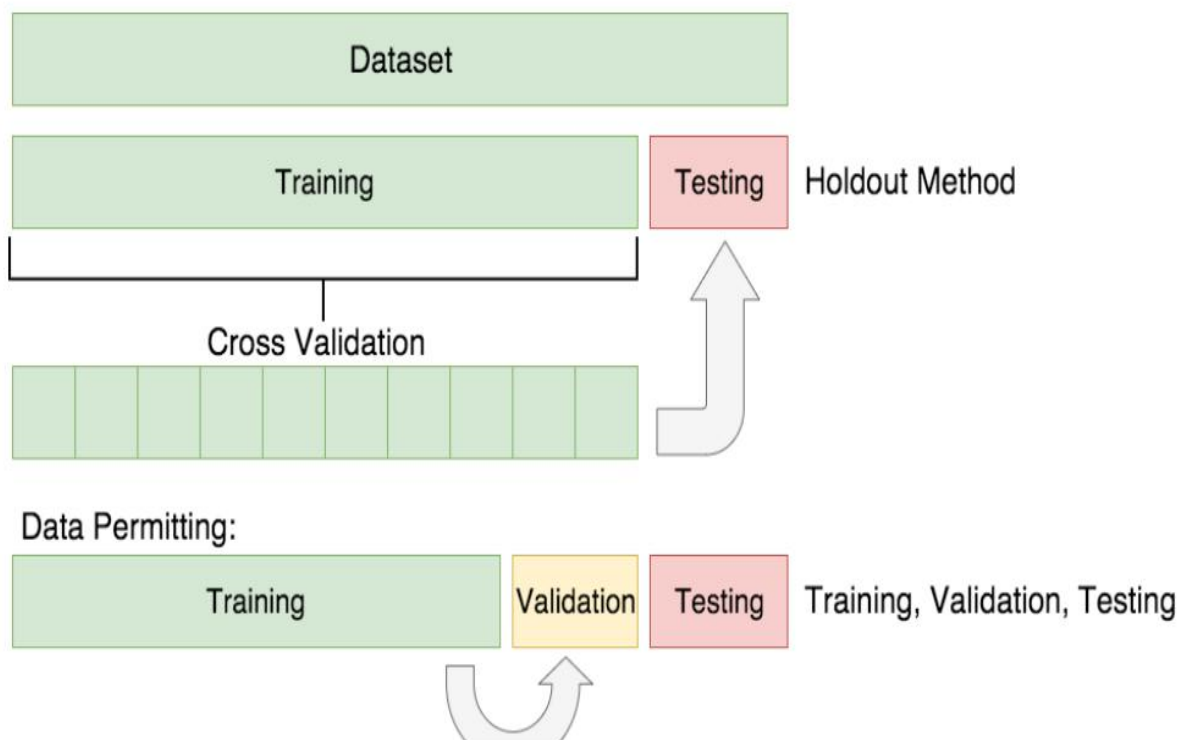 Dataset
Training
Testing
Holdout Method
Cross Validation
Data Permitting:
Training
Validation
Testing
Training, Validation, Testing